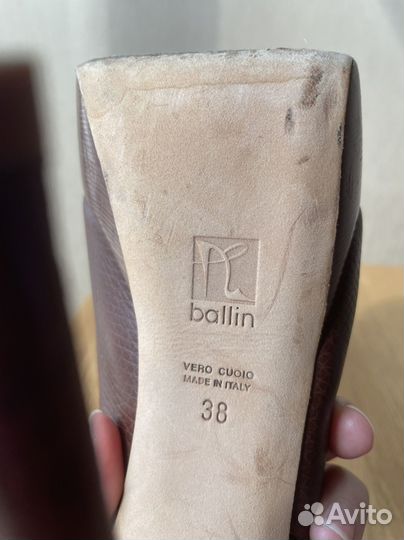 ballin
VERO CUOIO
MADE IN ITALY
38
Avito